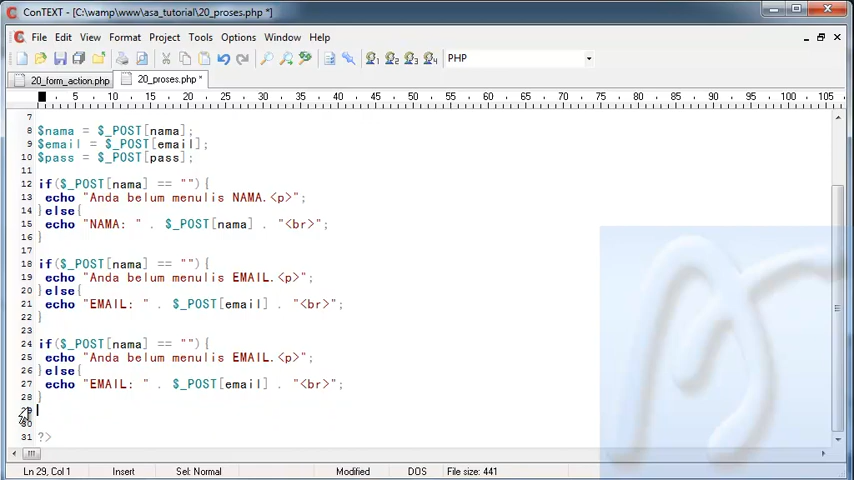 ConTEXT - [C:\wamp\www\asa_tutorial\20_proses.php *]
File Edit View Format Project Tools Options Window Help
1 2 3 4 PHP
20_form_action.php 20_proses.php *
5 10 15 20 25 30 35 40 45 50 55 60 65 70 75 80 85 90 95 100 105
7
8 $nama = $_POST[nama];
9 $email = $_POST[email];
10 $pass = $_POST[pass];
11
12 if($_POST[nama] == ""){
13 echo "Anda belum menulis NAMA.<p>";
14 }else{
15 echo "NAMA: " . $_POST[nama] . "<br>";
16 }
17
18 if($_POST[nama] == ""){
19 echo "Anda belum menulis EMAIL.<p>";
20 }else{
21 echo "EMAIL: " . $_POST[email] . "<br>";
22 }
23
24 if($_POST[nama] == ""){
25 echo "Anda belum menulis EMAIL.<p>";
26 }else{
27 echo "EMAIL: " . $_POST[email] . "<br>";
28 }
29
30
31 ?>
Ln 29, Col 1 Insert Sel: Normal Modified DOS File size: 441